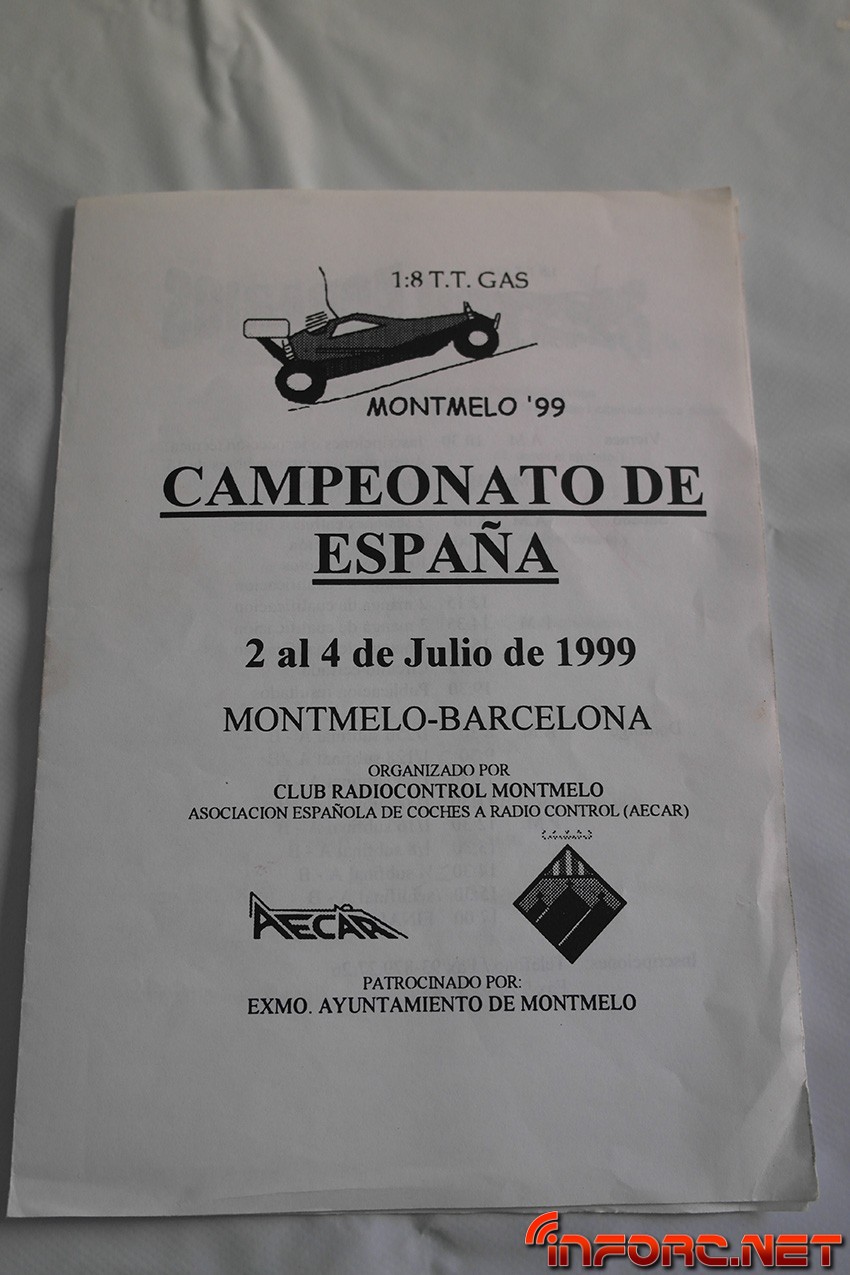 1:8 T.T. GAS
MONTMELO '99
CAMPEONATO DE
ESPAÑA
2 al 4 de Julio de 1999
MONTMELO-BARCELONA
ORGANIZADO POR
CLUB RADIOCONTROL MONTMELO
ASOCIACION ESPAÑOLA DE COCHES A RADIO CONTROL (AECAR)
AECAR
PATROCINADO POR:
EXMO. AYUNTAMIENTO DE MONTMELO
INFORC.NET